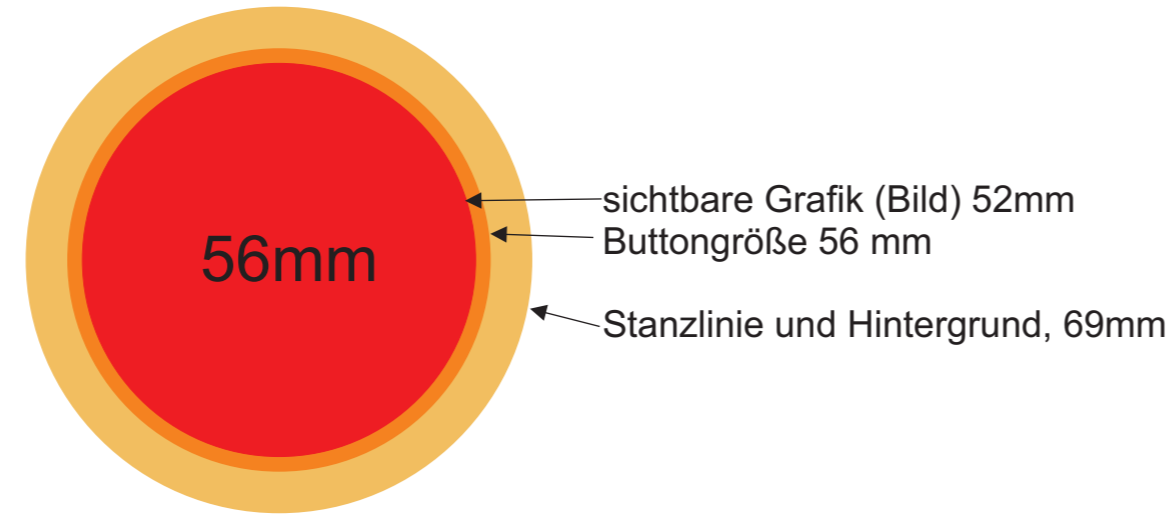 56mm
sichtbare Grafik (Bild) 52mm
Buttongröße 56 mm
Stanzlinie und Hintergrund, 69mm